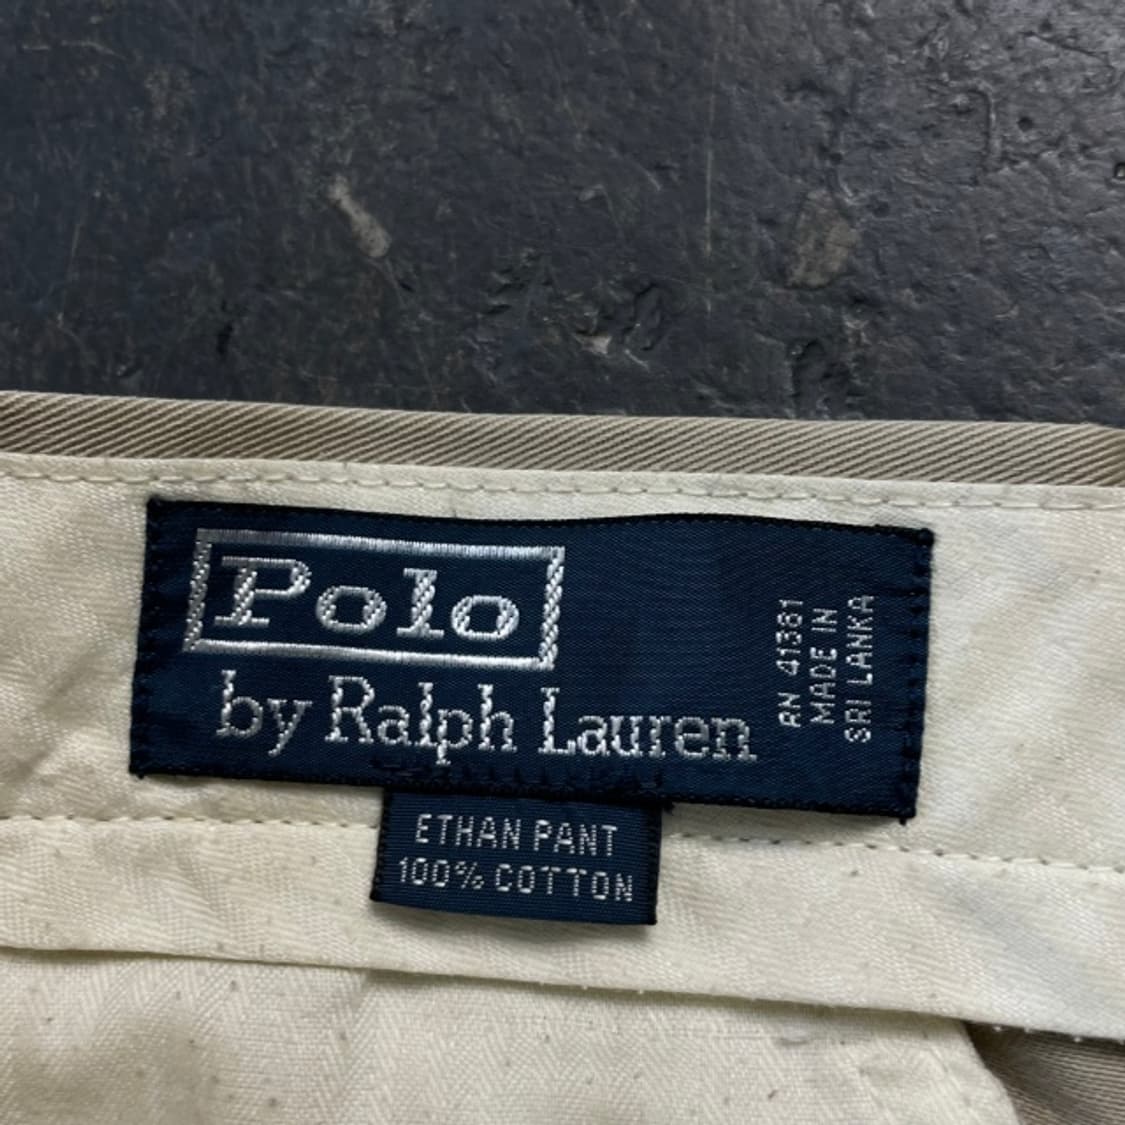 Polo
by Ralph Lauren
RN 41381
MADE IN
SRI LANKA
ETHAN PANT
100% COTTON